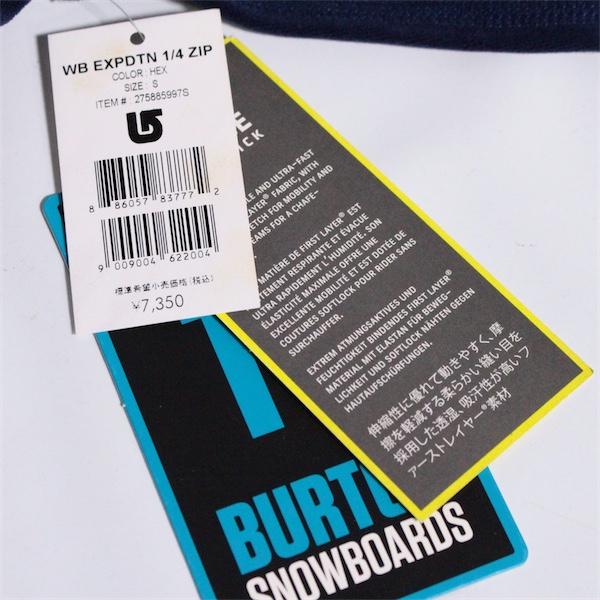 WB EXPDTN 1/4 ZIP
COLOR : HEX
SIZE : S
ITEM # : 275885997S
8 86057 83777 2
9 009004 622004
標準希望小売価格(税込)
¥7,350
AND ULTRA-FAST
FABRIC, WITH
FOR MOBILITY AND
FOR A CHAFE-
MATIÈRE DE FIRST LAYER® EST
RESPIRANTE ET ÉVACUE
ULTRA RAPIDEMENT L'HUMIDITÉ. SON
ÉLASTICITÉ MAXIMALE OFFRE UNE
EXCELLENTE MOBILITÉ ET EST DOTÉE DE
COUTURES SOFTLOCK POUR RIDER SANS
SURCHAUFFER.
EXTREM ATMUNGSAKTIVES UND
FEUCHTIGKEIT BINDENDES FIRST LAYER®
MATERIAL MIT ELASTAN FÜR BEWEG-
LICHKEIT UND SOFTLOCK NÄHTEN GEGEN
HAUTAUFSCHÜRFUNGEN.
伸縮性に優れて動きやすく、摩
擦を軽減する柔らかい縫い目を
採用した透湿、吸汗性が高いフ
ァーストレイヤー®素材
SNOWBOARDS